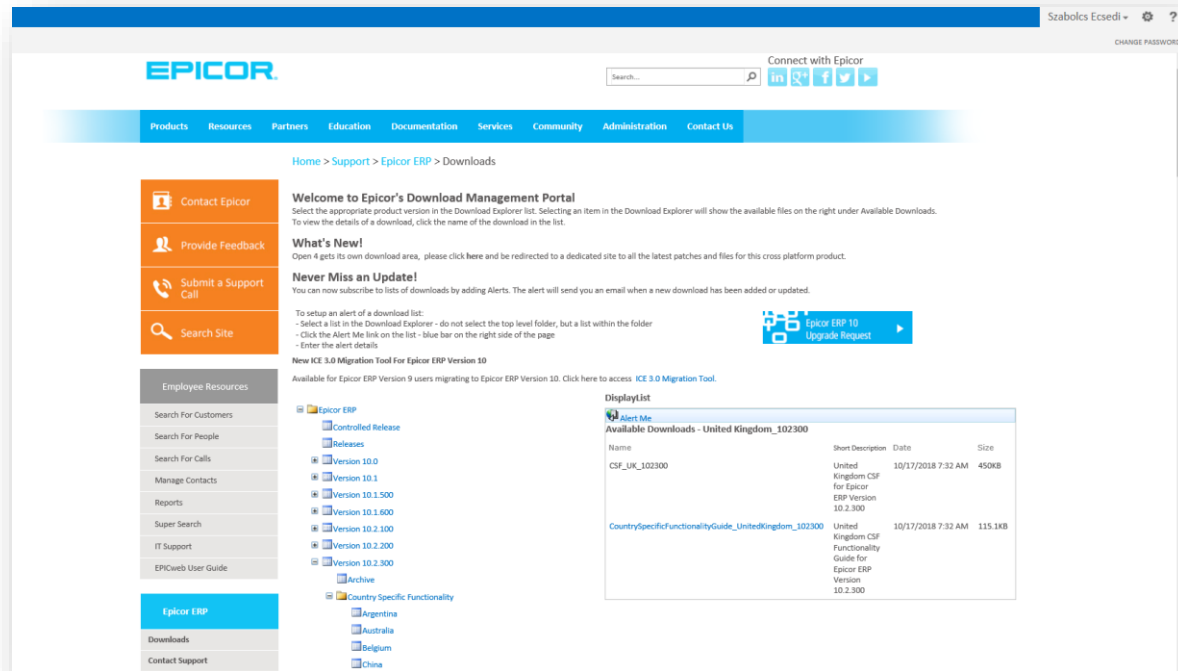 Szabolcs Ecsedi
?
CHANGE PASSWORD
EPICOR
Search...
Connect with Epicor
in g+ f
Products Resources Partners Education Documentation Services Community Administration Contact Us
Home > Support > Epicor ERP > Downloads
Contact Epicor
Provide Feedback
Submit a Support
Call
Search Site
Employee Resources
Search For Customers
Search For People
Search For Calls
Manage Contacts
Reports
Super Search
IT Support
EPICweb User Guide
Epicor ERP
Downloads
Contact Support
Welcome to Epicor's Download Management Portal
Select the appropriate product version in the Download Explorer list. Selecting an item in the Download Explorer will show the available files on the right under Available Downloads.
To view the details of a download, click the name of the download in the list.
What's New!
Open 4 gets its own download area, please click here and be redirected to a dedicated site to all the latest patches and files for this cross platform product.
Never Miss an Update!
You can now subscribe to lists of downloads by adding Alerts. The alert will send you an email when a new download has been added or updated.
To setup an alert of a download list:
- Select a list in the Download Explorer - do not select the top level folder, but a list within the folder
- Click the Alert Me link on the list - blue bar on the right side of the page
- Enter the alert details
Epicor ERP 10
Upgrade Request
New ICE 3.0 Migration Tool For Epicor ERP Version 10
Available for Epicor ERP Version 9 users migrating to Epicor ERP Version 10. Click here to access ICE 3.0 Migration Tool.
Epicor ERP
Controlled Release
Releases
Version 10.0
Version 10.1
Version 10.1.500
Version 10.1.600
Version 10.2.100
Version 10.2.200
Version 10.2.300
Archive
Country Specific Functionality
Argentina
Australia
Belgium
China
DisplayList
Alert Me
Available Downloads - United Kingdom_102300
Name Short Description Date Size
CSF_UK_102300 United 10/17/2018 7:32 AM 450KB
Kingdom CSF
for Epicor
ERP Version
10.2.300
CountrySpecificFunctionalityGuide_UnitedKingdom_102300 United 10/17/2018 7:32 AM 115.1KB
Kingdom CSF
Functionality
Guide for
Epicor ERP
Version
10.2.300